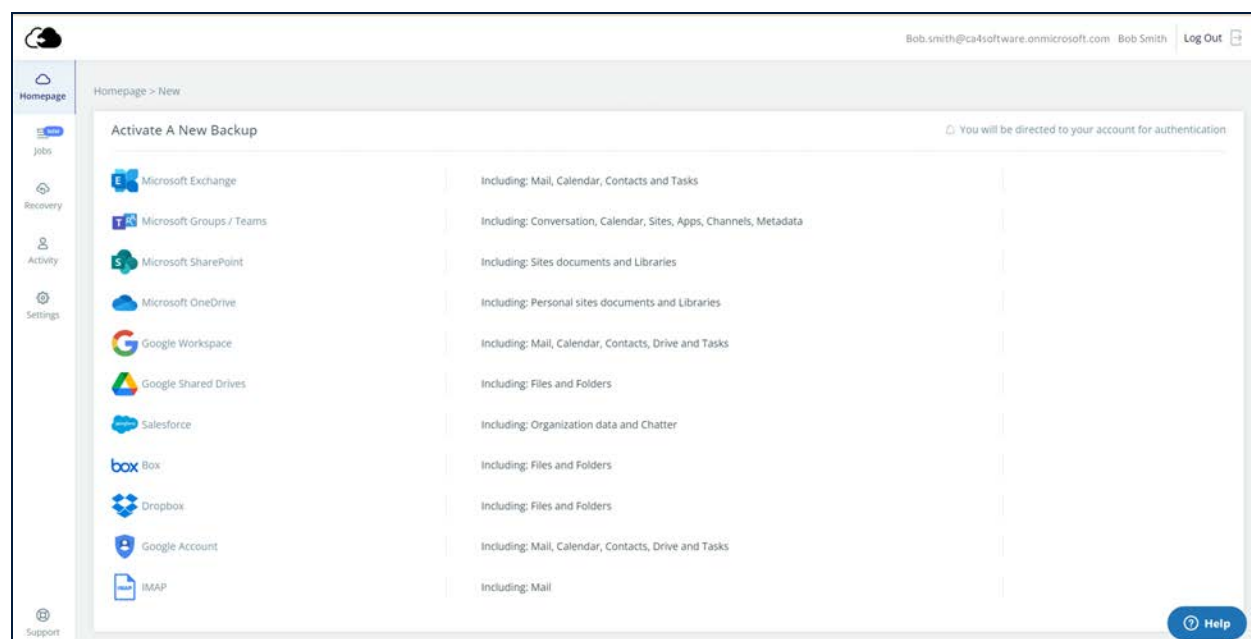 Bob.smith@ca4software.onmicrosoft.com Bob Smith Log Out
Homepage
Homepage > New
Jobs
Recovery
Activity
Settings
Support
Activate A New Backup
You will be directed to your account for authentication
E Microsoft Exchange Including: Mail, Calendar, Contacts and Tasks
T Microsoft Groups / Teams Including: Conversation, Calendar, Sites, Apps, Channels, Metadata
S Microsoft SharePoint Including: Sites documents and Libraries
Microsoft OneDrive Including: Personal sites documents and Libraries
Google Workspace Including: Mail, Calendar, Contacts, Drive and Tasks
Google Shared Drives Including: Files and Folders
Salesforce Including: Organization data and Chatter
box Box Including: Files and Folders
Dropbox Including: Files and Folders
Google Account Including: Mail, Calendar, Contacts, Drive and Tasks
IMAP IMAP Including: Mail
Help